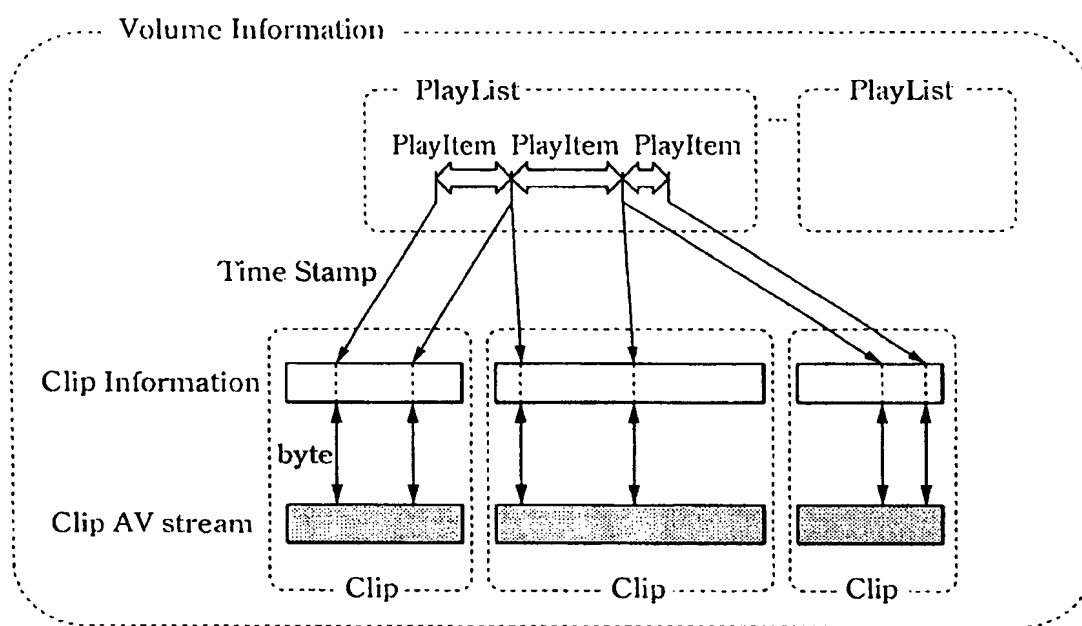 Volume Information
PlayList
PlayList
PlayItem PlayItem PlayItem
Time Stamp
Clip Information
byte
Clip AV stream
Clip
Clip
Clip